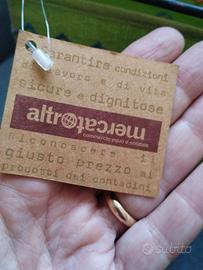 garantire condizioni
di lavoro e di vita
sicure e dignitose
altromercato
commercio equo e solidale
Riconoscere il
giusto prezzo ai
prodotti dei contadini
subito